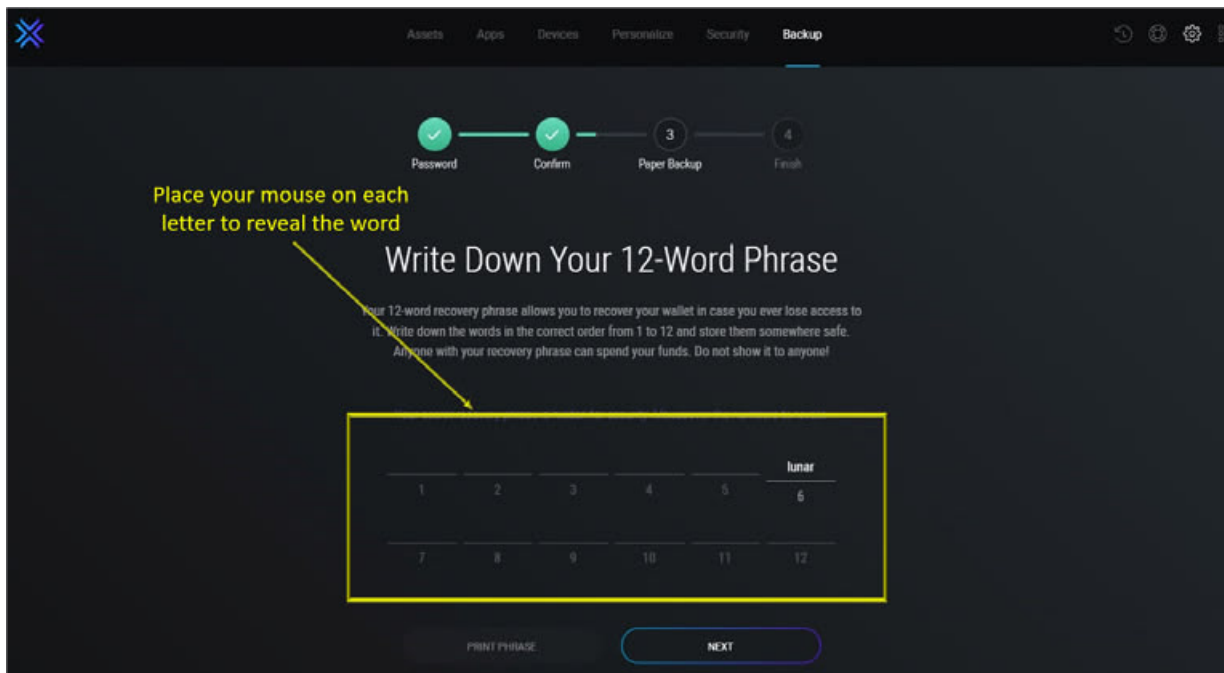 Assets Apps Devices Personalize Security Backup
3 4
Password Confirm Paper Backup Finish
Place your mouse on each
letter to reveal the word
Write Down Your 12-Word Phrase
Your 12-word recovery phrase allows you to recover your wallet in case you ever lose access to
it. Write down the words in the correct order from 1 to 12 and store them somewhere safe.
Anyone with your recovery phrase can spend your funds. Do not show it to anyone!
lunar
1 2 3 4 5 6
7 8 9 10 11 12
PRINT PHRASE NEXT